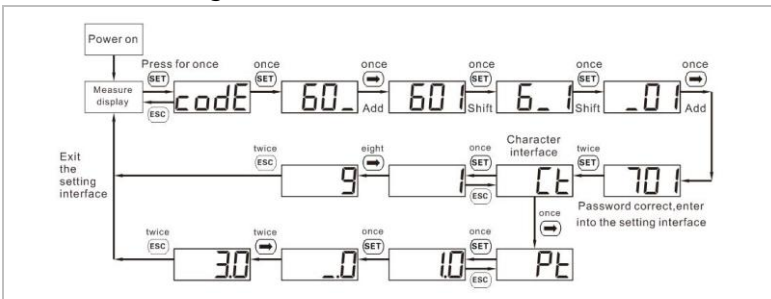 Power on
Press for once
once
once
once
once
once
SET
SET
➡
SET
SET
➡
Measure
display
codE
60_
601
6_1
_01
ESC
Add
Shift
Shift
Add
Exit
the
setting
interface
twice
ESC
eight
➡
once
SET
Character
interface
twice
SET
9
1
Ct
701
ESC
Password correct,enter
into the setting interface
once
➡
twice
ESC
twice
➡
once
SET
once
SET
3.0
_.0
1.0
Pt
ESC